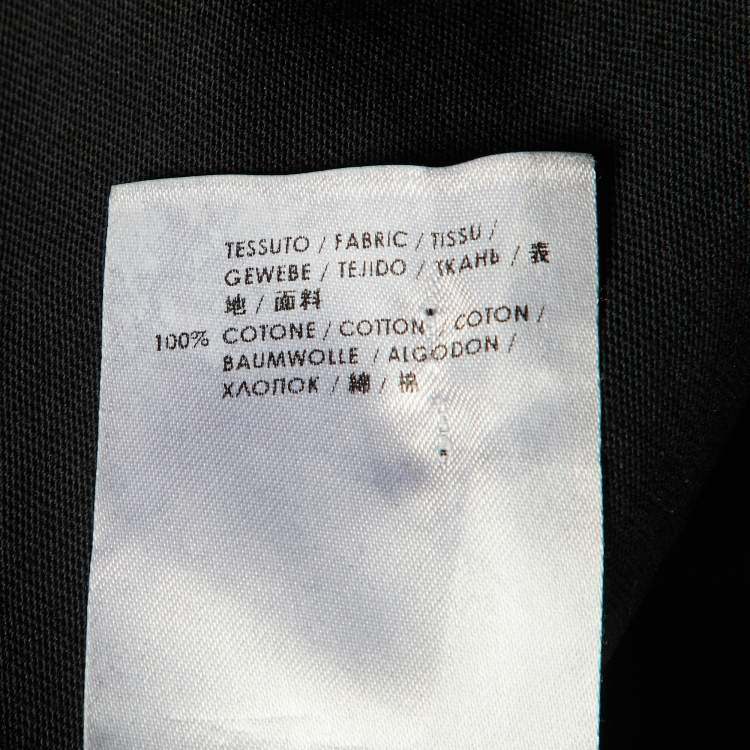 TESSUTO / FABRIC / TISSU /
GEWEBE / TEJIDO / ТКАНЬ / 表
地 / 面料
100% COTONE / COTTON / COTON /
BAUMWOLLE / ALGODON /
ХЛОПОК / 綿 / 棉